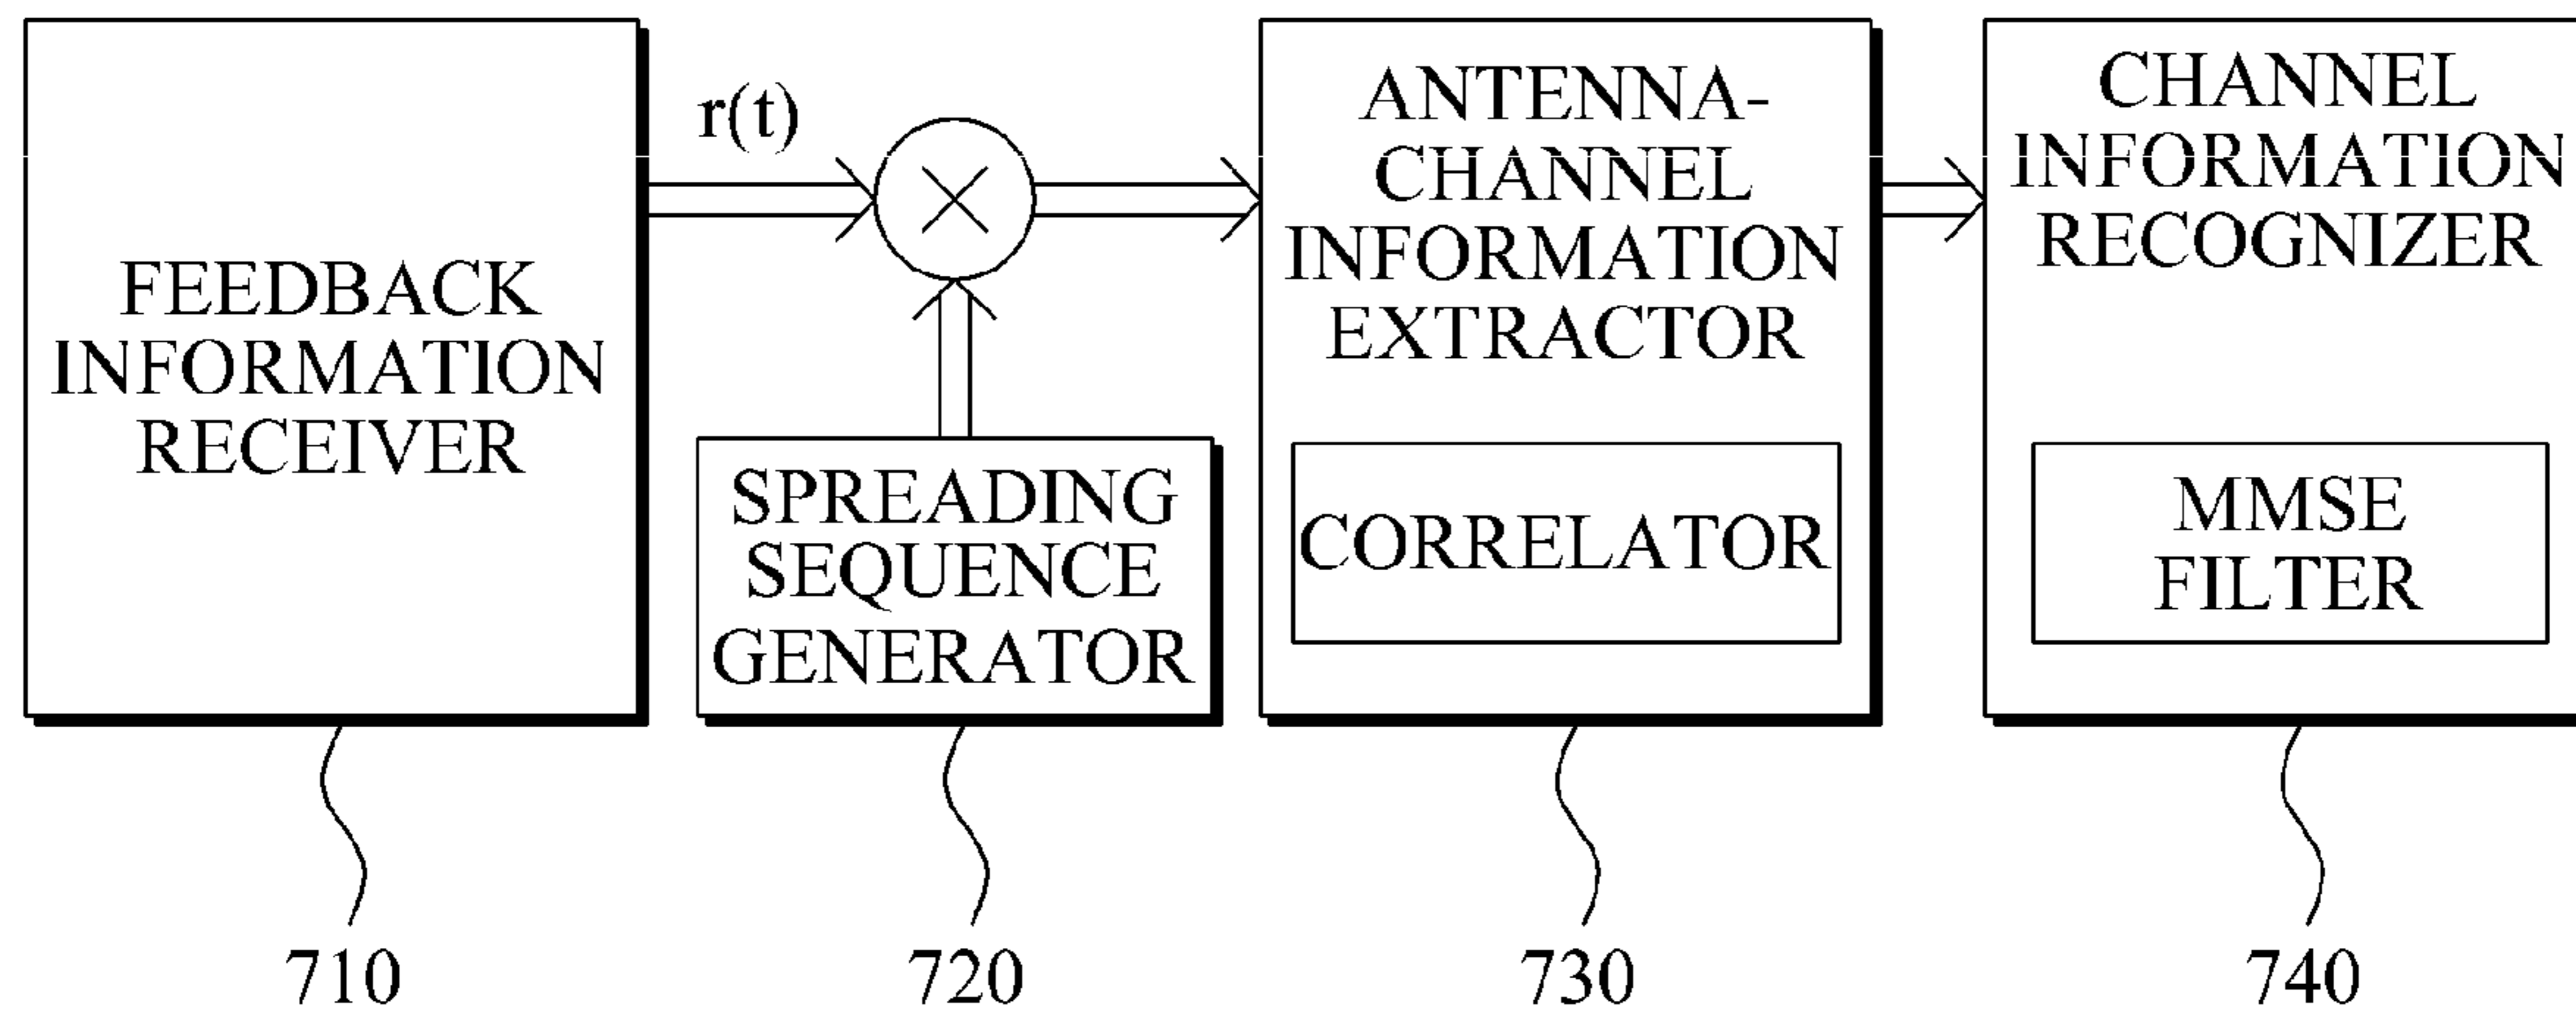 FEEDBACK
INFORMATION
RECEIVER
r(t)
SPREADING
SEQUENCE
GENERATOR
ANTENNA-
CHANNEL
INFORMATION
EXTRACTOR
CORRELATOR
CHANNEL
INFORMATION
RECOGNIZER
MMSE
FILTER
710
720
730
740